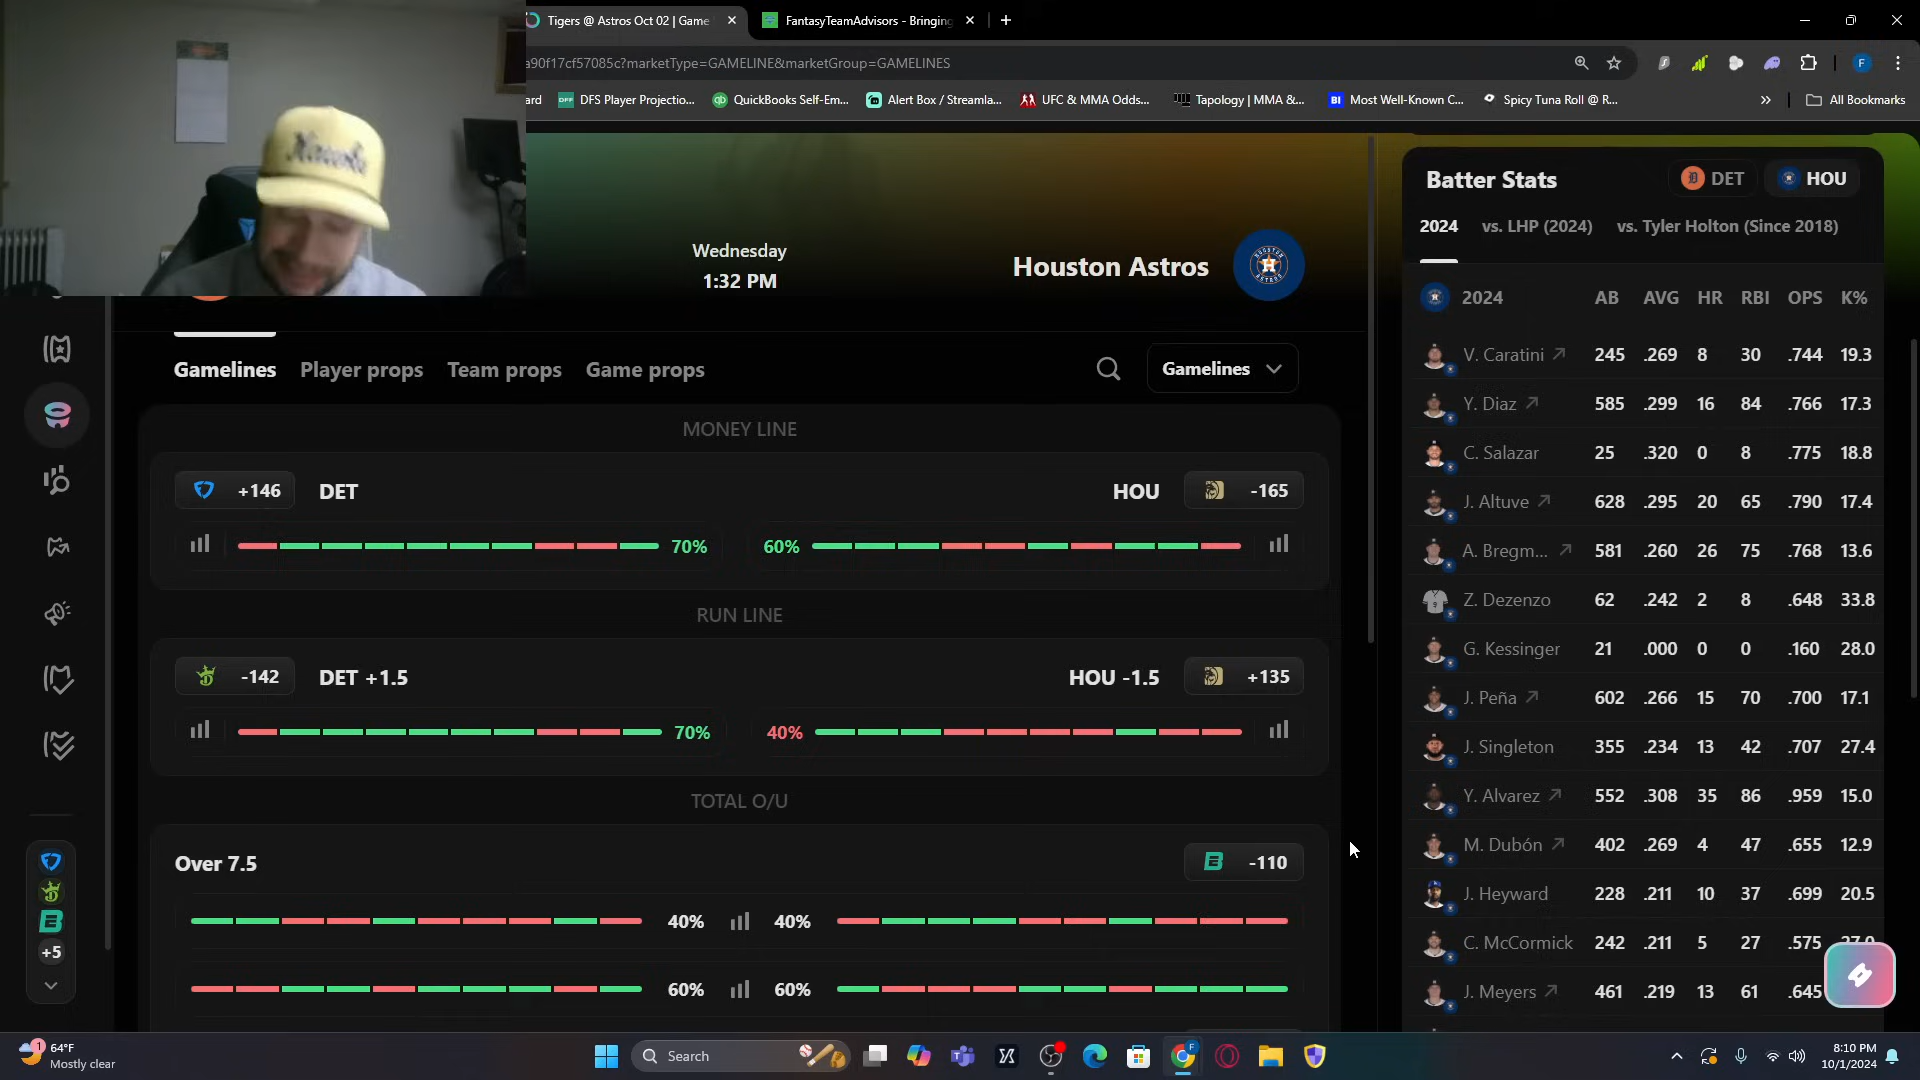 Tigers @ Astros Oct 02 | Game
FantasyTeamAdvisors - Bringing
a90f17cf57085c?marketType=GAMELINE&marketGroup=GAMELINES
F
ard
DFF
DFS Player Projectio...
qb
QuickBooks Self-Em...
Alert Box / Streamla...
UFC & MMA Odds...
Tapology | MMA &...
BI
Most Well-Known C...
Spicy Tuna Roll @ R...
All Bookmarks
Wednesday
1:32 PM
Houston Astros
Gamelines
Player props
Team props
Game props
Gamelines
MONEY LINE
+146
DET
HOU
-165
70%
60%
RUN LINE
-142
DET +1.5
HOU -1.5
+135
70%
40%
TOTAL O/U
Over 7.5
-110
40%
40%
60%
60%
+5
Batter Stats
DET
HOU
2024
vs. LHP (2024)
vs. Tyler Holton (Since 2018)
2024 AB AVG HR RBI OPS K%
V. Caratini 245 .269 8 30 .744 19.3
Y. Diaz 585 .299 16 84 .766 17.3
C. Salazar 25 .320 0 8 .775 18.8
J. Altuve 628 .295 20 65 .790 17.4
A. Bregm... 581 .260 26 75 .768 13.6
Z. Dezenzo 62 .242 2 8 .648 33.8
G. Kessinger 21 .000 0 0 .160 28.0
J. Peña 602 .266 15 70 .700 17.1
J. Singleton 355 .234 13 42 .707 27.4
Y. Alvarez 552 .308 35 86 .959 15.0
M. Dubón 402 .269 4 47 .655 12.9
J. Heyward 228 .211 10 37 .699 20.5
C. McCormick 242 .211 5 27 .575
J. Meyers 461 .219 13 61 .645
1
64°F
Mostly clear
Search
F
8:10 PM
10/1/2024